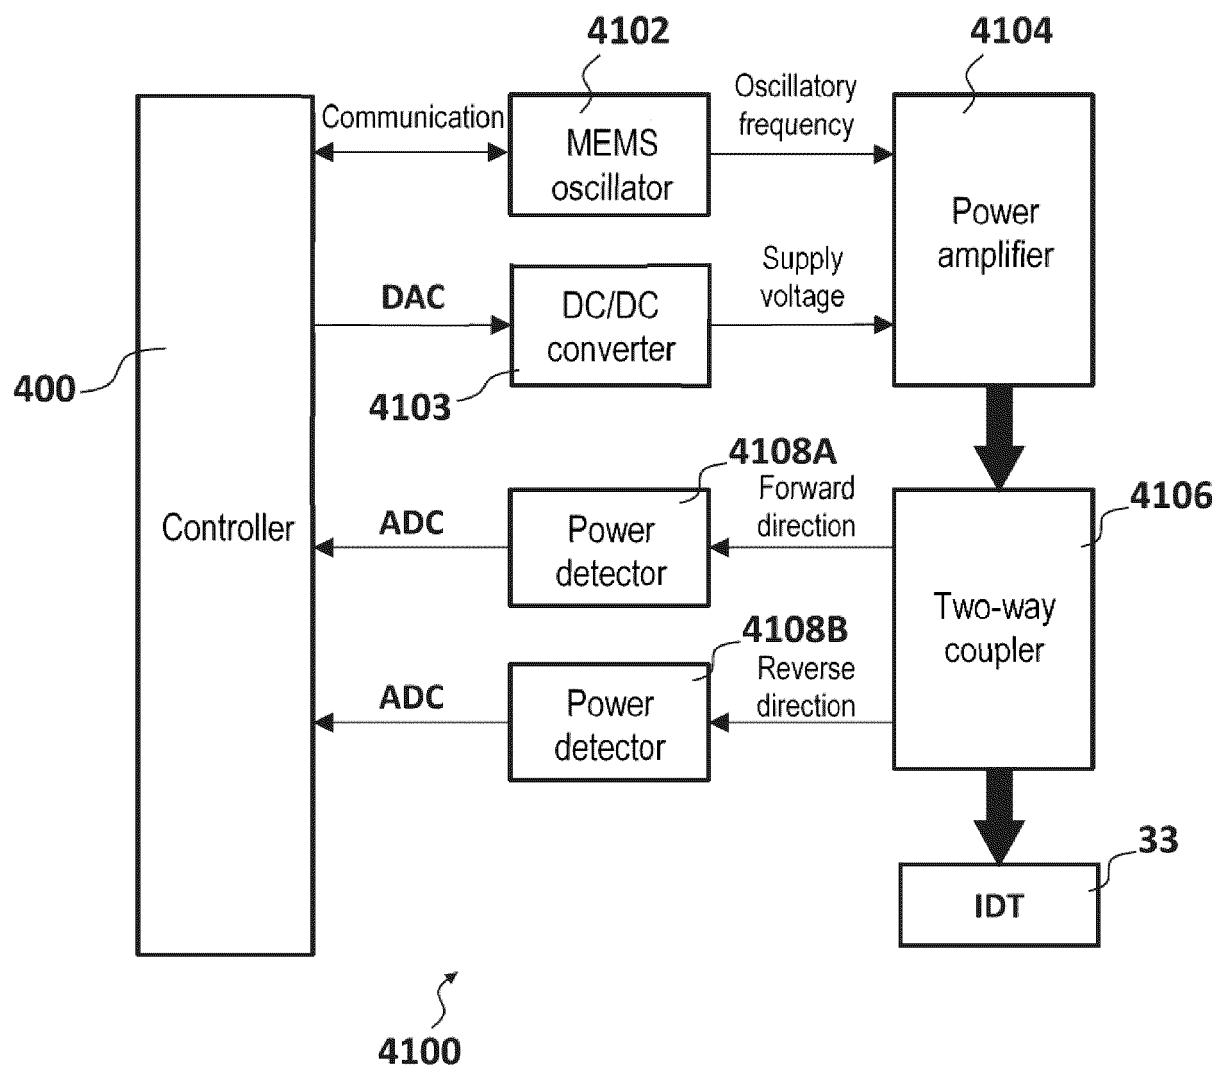 4102
4104
Communication
MEMS
oscillator
Oscillatory
frequency
Power
amplifier
DAC
DC/DC
converter
Supply
voltage
400
4103
4108A
Forward
direction
4106
Controller
ADC
Power
detector
Two-way
coupler
4108B
Reverse
direction
ADC
Power
detector
33
IDT
4100